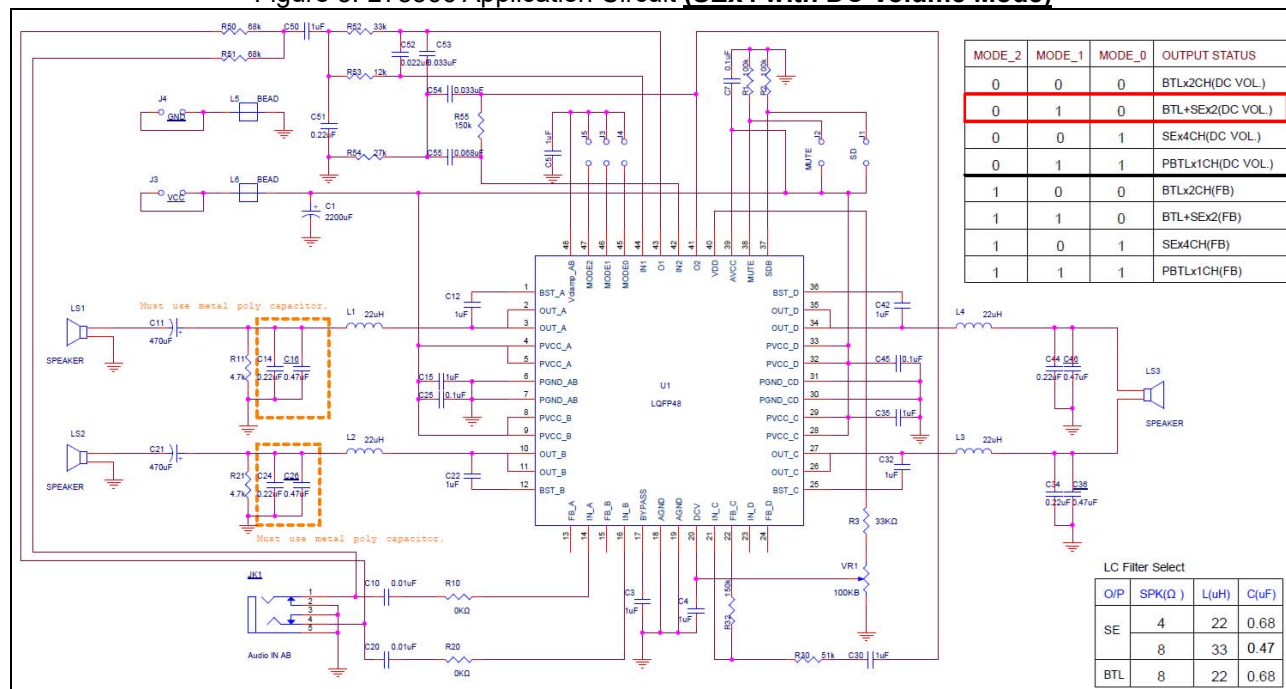 (SEx4 with DC Volume Mode)
R50 68k
C50 1uF
R52 33k
R51 68k
C52
0.022uF
C53
0.033uF
R53 12k
C54 0.033uF
R55
150k
C51
0.22uF
R54 27k
C55 0.068uF
J4
GND
L5 BEAD
J3
VCC
L6 BEAD
C1
2200uF
C5 1uF
J5
J3
J4
C7 0.1uF
R1 100k
R2 100k
J2
MUTE
J1
SD
MODE_2 MODE_1 MODE_0 OUTPUT STATUS
0 0 0 BTLx2CH(DC VOL.)
0 1 0 BTL+SEx2(DC VOL.)
0 0 1 SEx4CH(DC VOL.)
0 1 1 PBTLx1CH(DC VOL.)
1 0 0 BTLx2CH(FB)
1 1 0 BTL+SEx2(FB)
1 0 1 SEx4CH(FB)
1 1 1 PBTLx1CH(FB)
48 47 46 45 44 43 42 41 40 39 38 37
Vclamp_AB MODE2 MODE1 MODE0 IN1 O1 IN2 O2 VDD AVCC MUTE SDB
1 BST_A
2 OUT_A
3 OUT_A
4 PVCC_A
5 PVCC_A
6 PGND_AB
7 PGND_AB
8 PVCC_B
9 PVCC_B
10 OUT_B
11 OUT_B
12 BST_B
U1
LQFP48
BST_D 36
OUT_D 35
OUT_D 34
PVCC_D 33
PVCC_D 32
PGND_CD 31
PGND_CD 30
PVCC_C 29
PVCC_C 28
OUT_C 27
OUT_C 26
BST_C 25
FB_A IN_A FB_B IN_B BYPASS AGND AGND DCV IN_C FB_C IN_D FB_D
13 14 15 16 17 18 19 20 21 22 23 24
Must use metal poly capacitor.
LS1
SPEAKER
C11
470uF
R11
4.7k
C14
0.22uF
C16
0.47uF
L1 22uH
C12
1uF
C15 1uF
C25 0.1uF
LS2
SPEAKER
C21
470uF
R21
4.7k
C24
0.22uF
C26
0.47uF
L2 22uH
C22
1uF
Must use metal poly capacitor.
C42
1uF
L4 22uH
C45 0.1uF
C44
0.22uF
C46
0.47uF
LS3
SPEAKER
C35 1uF
L3 22uH
C32
1uF
C34
0.22uF
C36
0.47uF
JK1
1
2
3
4
5
Audio IN AB
C10 0.01uF
R10
0KΩ
C20 0.01uF
R20
0KΩ
C3
1uF
C4
1uF
R32 150k
R3 33KΩ
VR1
100KB
R30 51k
C30 1uF
LC Filter Select
O/P SPK(Ω ) L(uH) C(uF)
SE 4 22 0.68
8 33 0.47
BTL 8 22 0.68